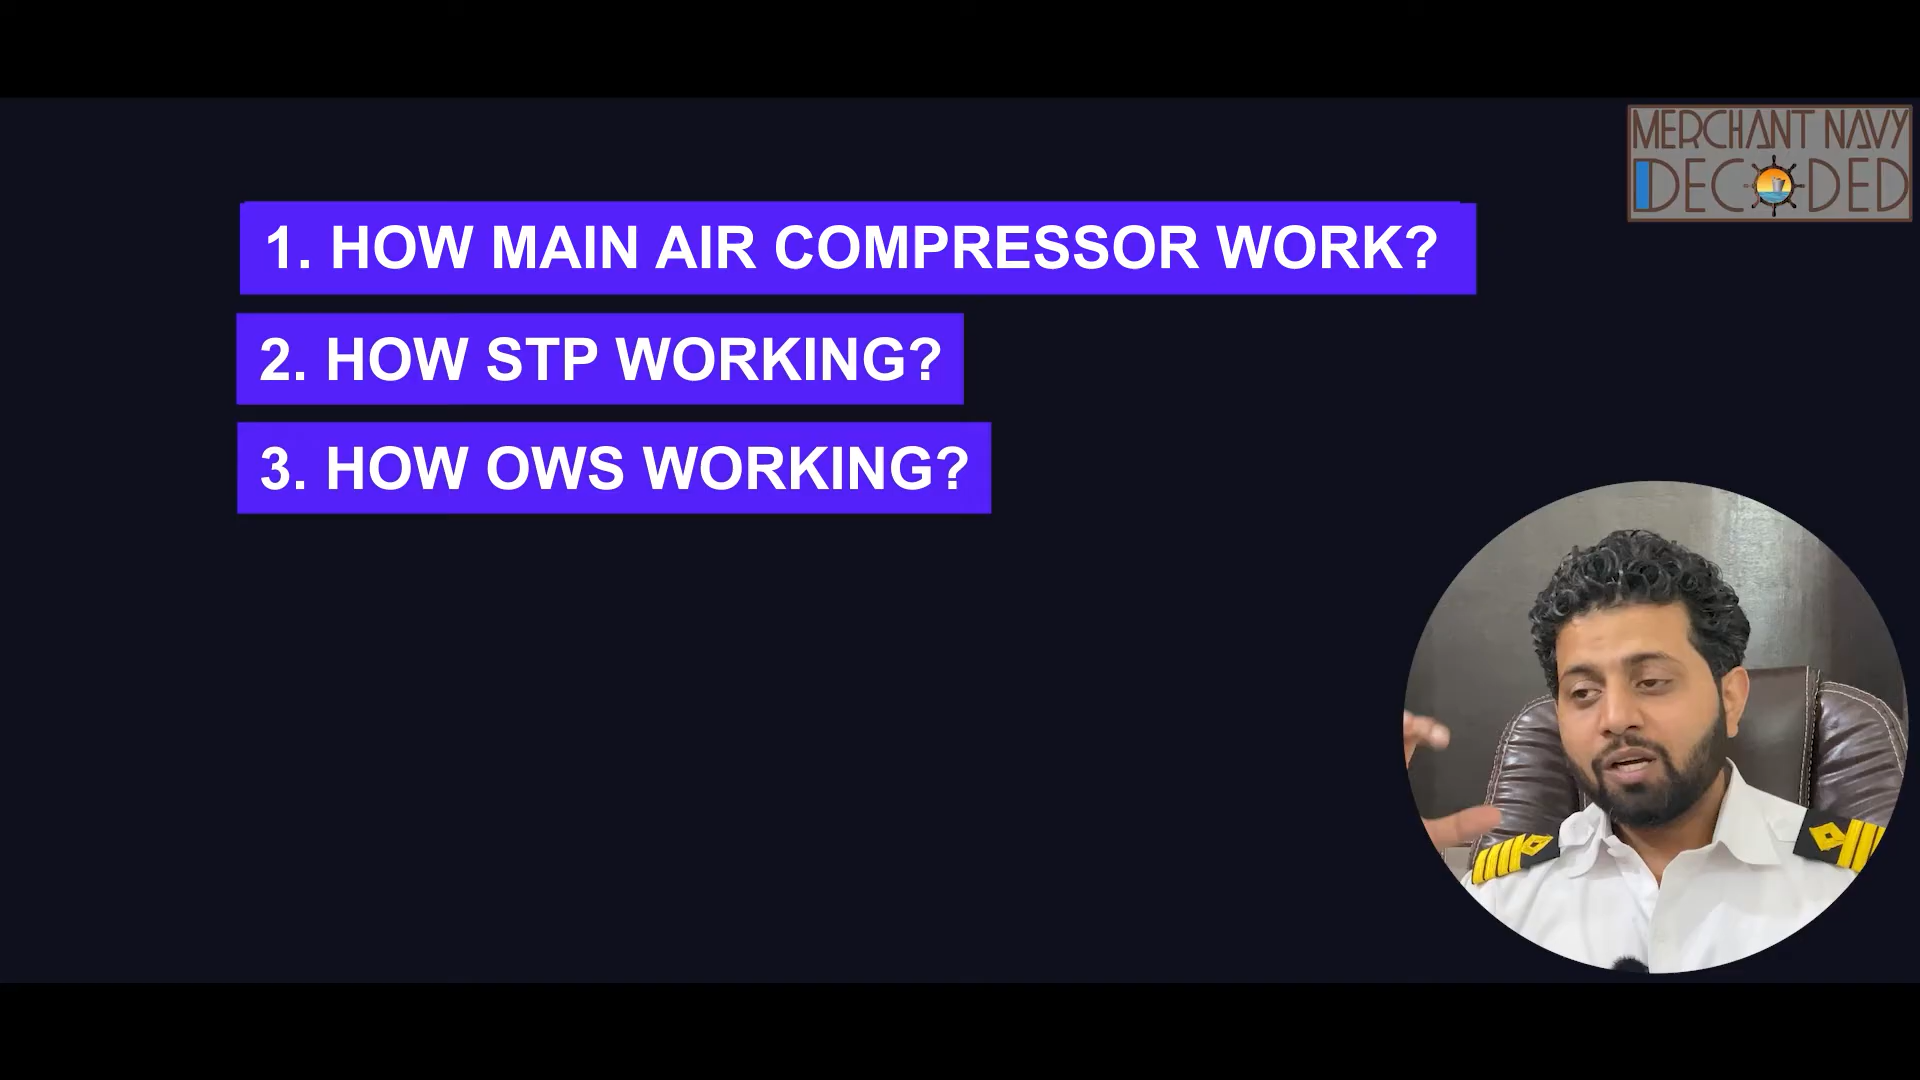 MERCHANT NAVY
DECODED
1. HOW MAIN AIR COMPRESSOR WORK?
2. HOW STP WORKING?
3. HOW OWS WORKING?